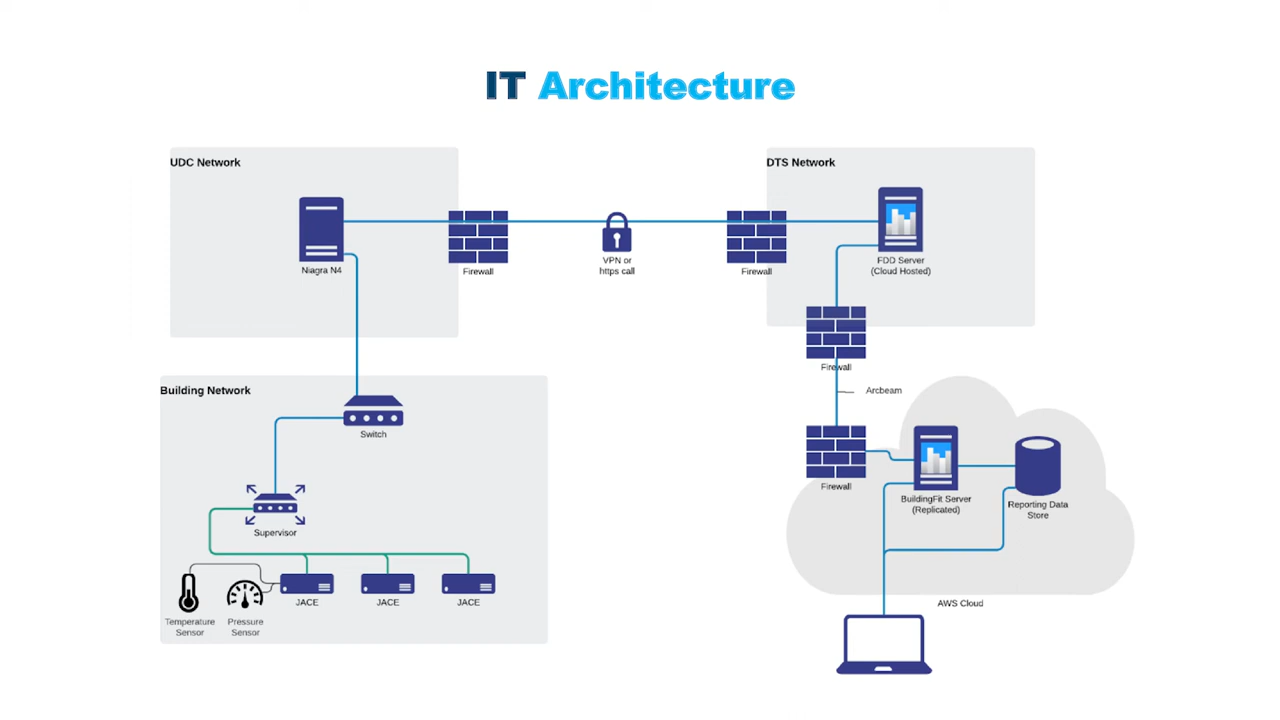 IT Architecture
UDC Network
DTS Network
Niagra N4
Firewall
VPN or
https call
Firewall
FDD Server
(Cloud Hosted)
Firewall
Building Network
Switch
Arcbeam
Firewall
BuildingFit Server
(Replicated)
Reporting Data
Store
Supervisor
JACE
JACE
JACE
Temperature
Sensor
Pressure
Sensor
AWS Cloud